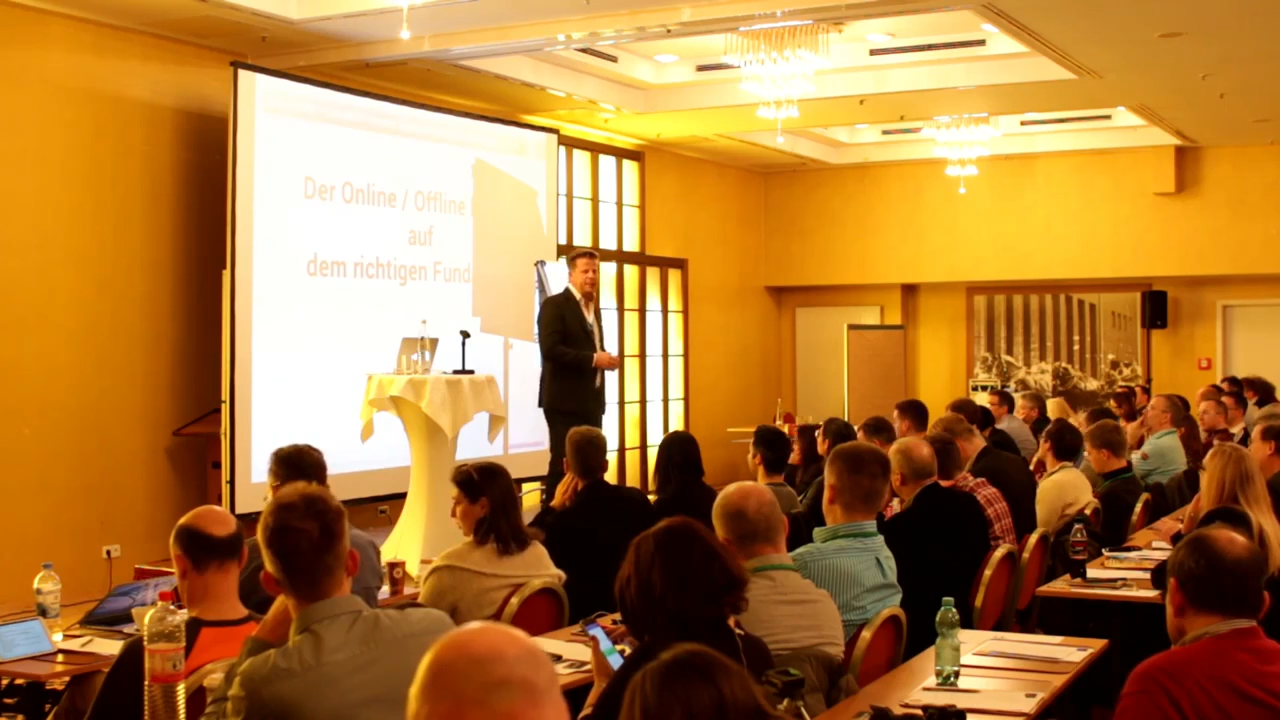 Der Online / Offline
auf
dem richtigen Fund